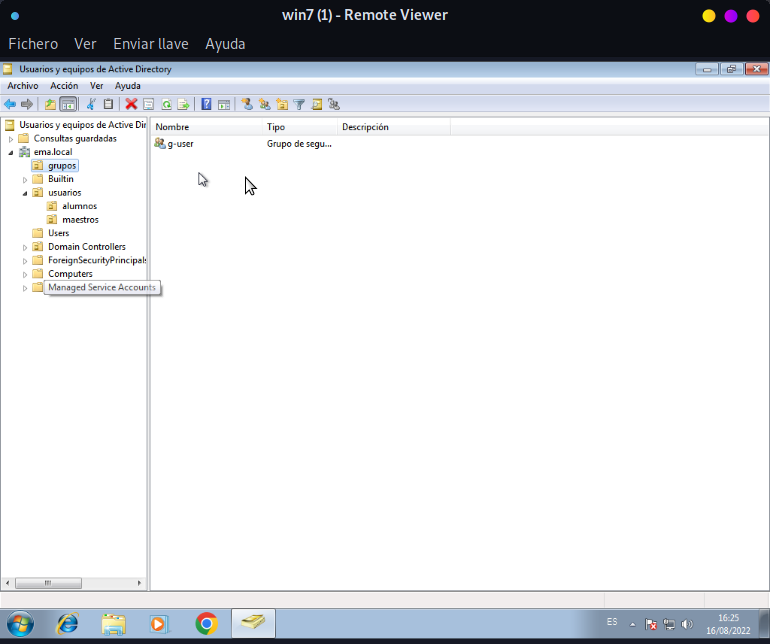 win7 (1) - Remote Viewer
Fichero Ver Enviar llave Ayuda
Usuarios y equipos de Active Directory
Archivo Acción Ver Ayuda
Usuarios y equipos de Active Dir
Consultas guardadas
ema.local
grupos
Builtin
usuarios
alumnos
maestros
Users
Domain Controllers
ForeignSecurityPrincipals
Computers
Managed Service Accounts
Nombre Tipo Descripción
g-user Grupo de segu...
ES
16:25
16/08/2022